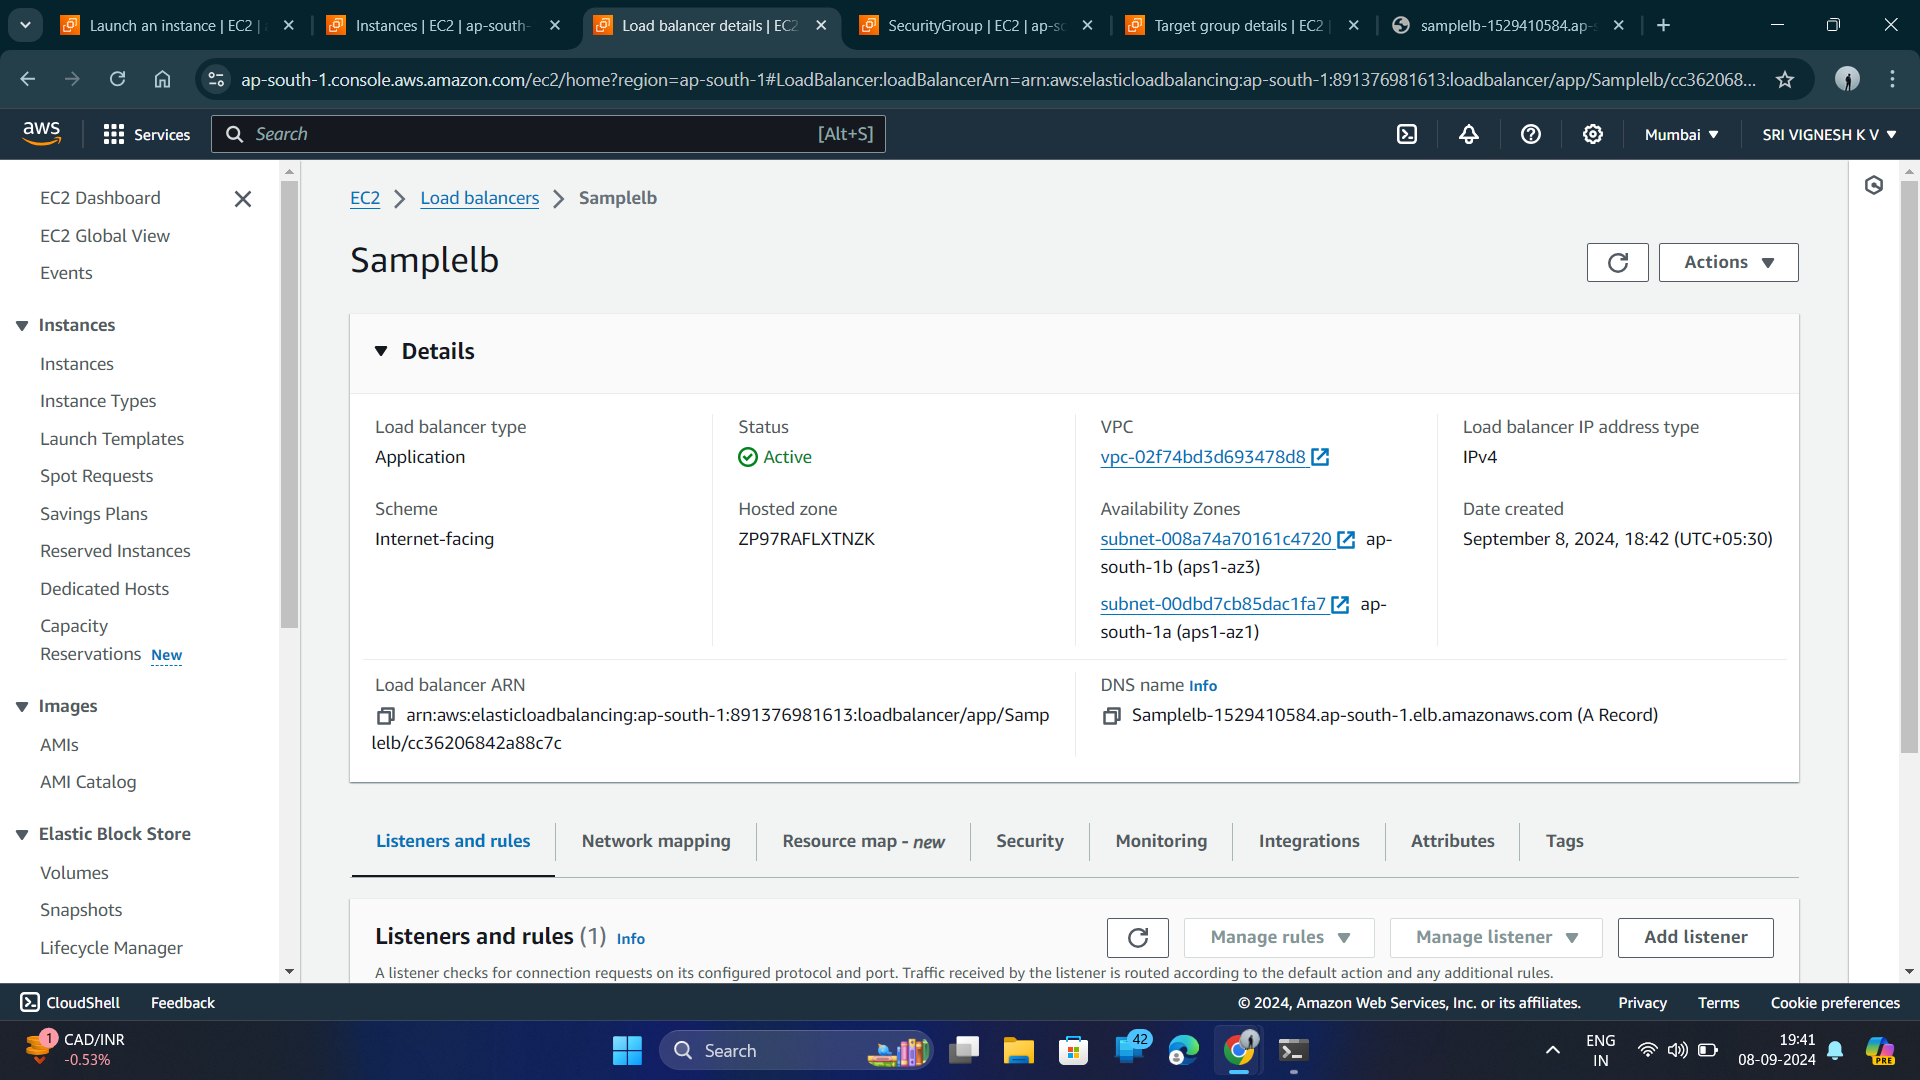 Launch an instance | EC2 |
Instances | EC2 | ap-south-
Load balancer details | EC2
SecurityGroup | EC2 | ap-so
Target group details | EC2 |
samplelb-1529410584.ap-s
ap-south-1.console.aws.amazon.com/ec2/home?region=ap-south-1#LoadBalancer:loadBalancerArn=arn:aws:elasticloadbalancing:ap-south-1:891376981613:loadbalancer/app/Samplelb/cc362068...
aws
Services
Search
[Alt+S]
Mumbai
SRI VIGNESH K V
EC2 Dashboard
EC2 Global View
Events
Instances
Instances
Instance Types
Launch Templates
Spot Requests
Savings Plans
Reserved Instances
Dedicated Hosts
Capacity
Reservations New
Images
AMIs
AMI Catalog
Elastic Block Store
Volumes
Snapshots
Lifecycle Manager
EC2
Load balancers
Samplelb
Samplelb
Actions
Details
Load balancer type
Application
Status
Active
VPC
vpc-02f74bd3d693478d8
Load balancer IP address type
IPv4
Scheme
Internet-facing
Hosted zone
ZP97RAFLXTNZK
Availability Zones
subnet-008a74a70161c4720 ap-
south-1b (aps1-az3)
subnet-00dbd7cb85dac1fa7 ap-
south-1a (aps1-az1)
Date created
September 8, 2024, 18:42 (UTC+05:30)
Load balancer ARN
arn:aws:elasticloadbalancing:ap-south-1:891376981613:loadbalancer/app/Samp
lelb/cc36206842a88c7c
DNS name Info
Samplelb-1529410584.ap-south-1.elb.amazonaws.com (A Record)
Listeners and rules
Network mapping
Resource map - new
Security
Monitoring
Integrations
Attributes
Tags
Listeners and rules (1) Info
Manage rules
Manage listener
Add listener
A listener checks for connection requests on its configured protocol and port. Traffic received by the listener is routed according to the default action and any additional rules.
CloudShell
Feedback
© 2024, Amazon Web Services, Inc. or its affiliates.
Privacy
Terms
Cookie preferences
1
CAD/INR
-0.53%
Search
42
ENG
IN
19:41
08-09-2024
PRE